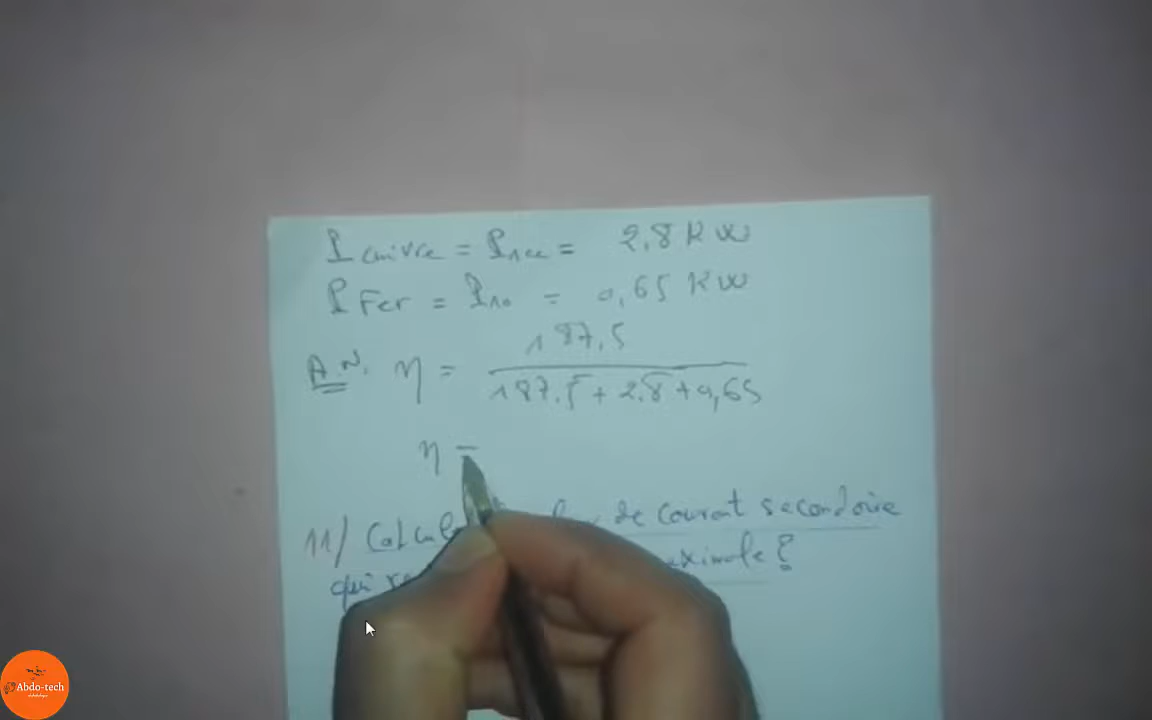 P cuivre = P1cc = 2,8 KW
P Fer = P10 = 0,65 KW
187,5
A.N. η =
187,5 + 2,8 + 0,65
η =
11/ Calcul de courant secondaire
qui ?
Abdo-tech